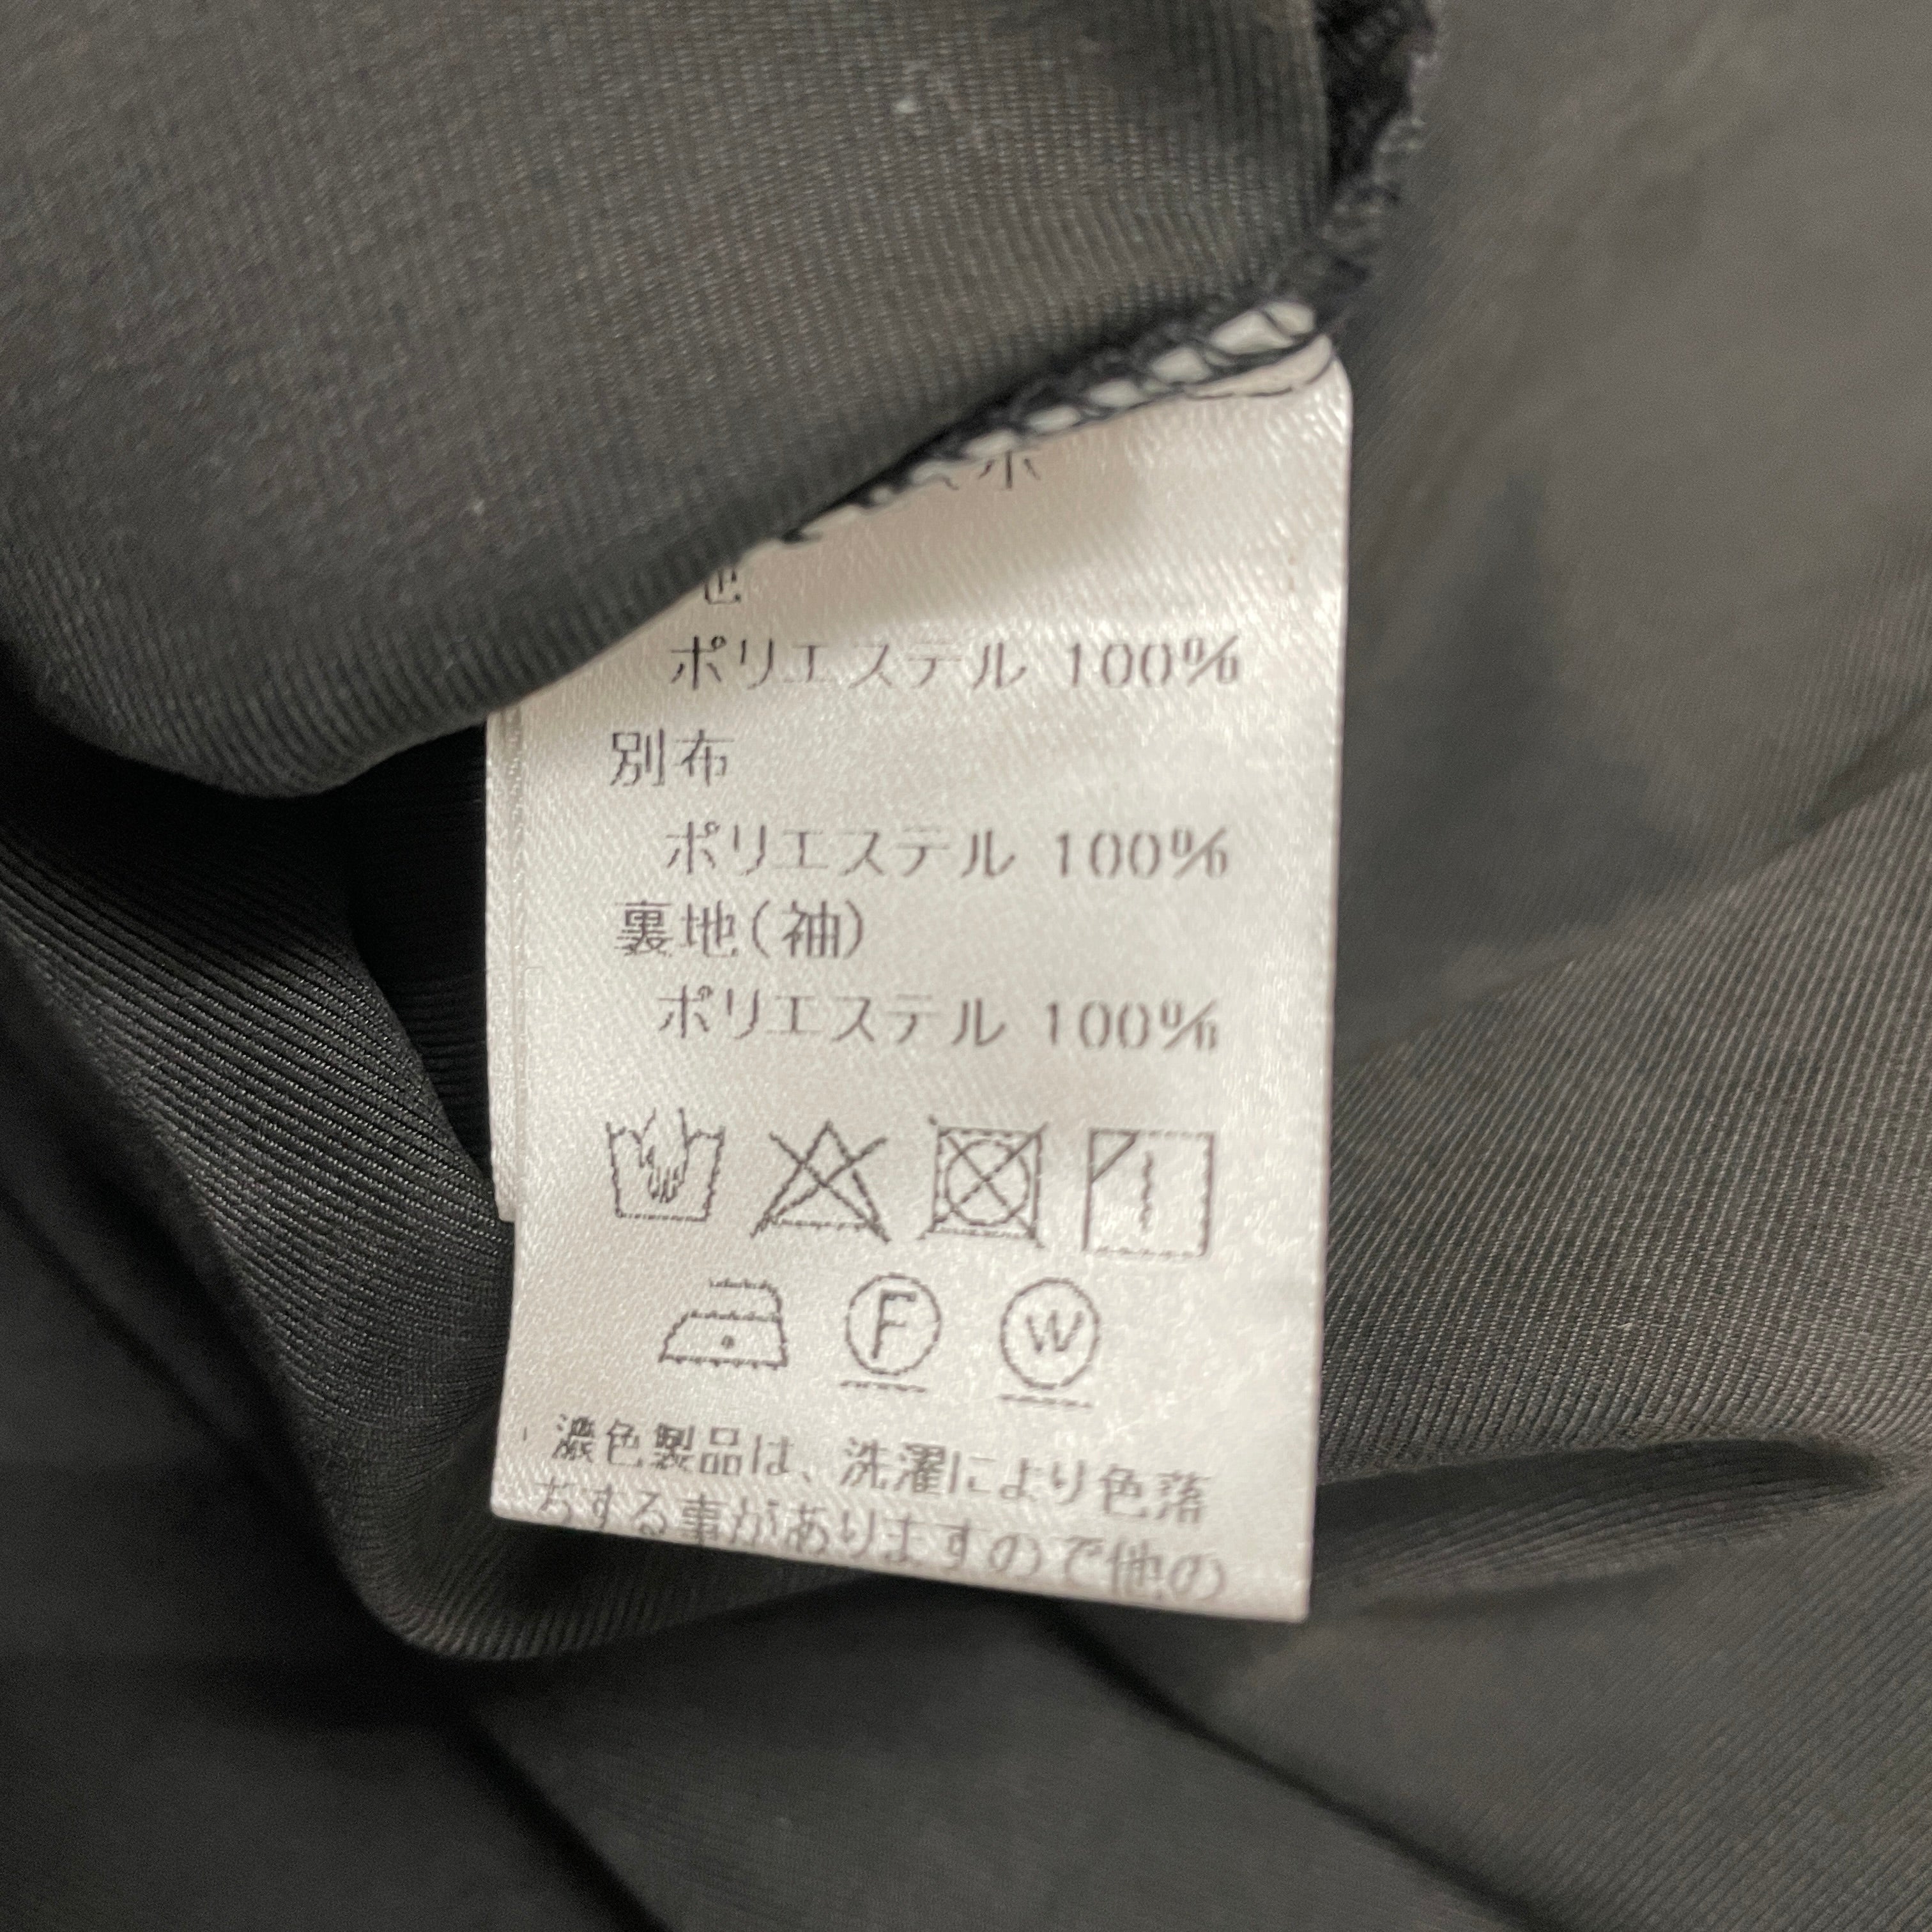 ポリエステル 100%
別布
ポリエステル 100%
裏地(袖)
ポリエステル 100%
F W
濃色製品は、洗濯により色落
ちする事がありますので他の